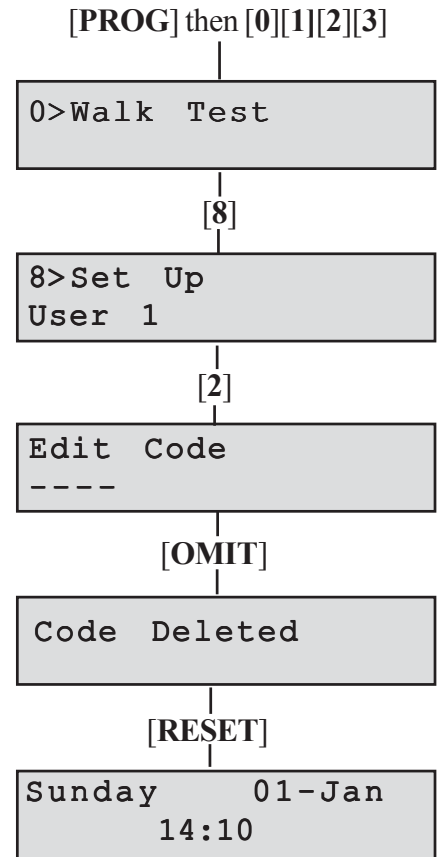 [PROG] then [0][1][2][3]
0>Walk Test
[8]
8>Set Up
User 1
[2]
Edit Code
----
[OMIT]
Code Deleted
[RESET]
Sunday 01-Jan
14:10